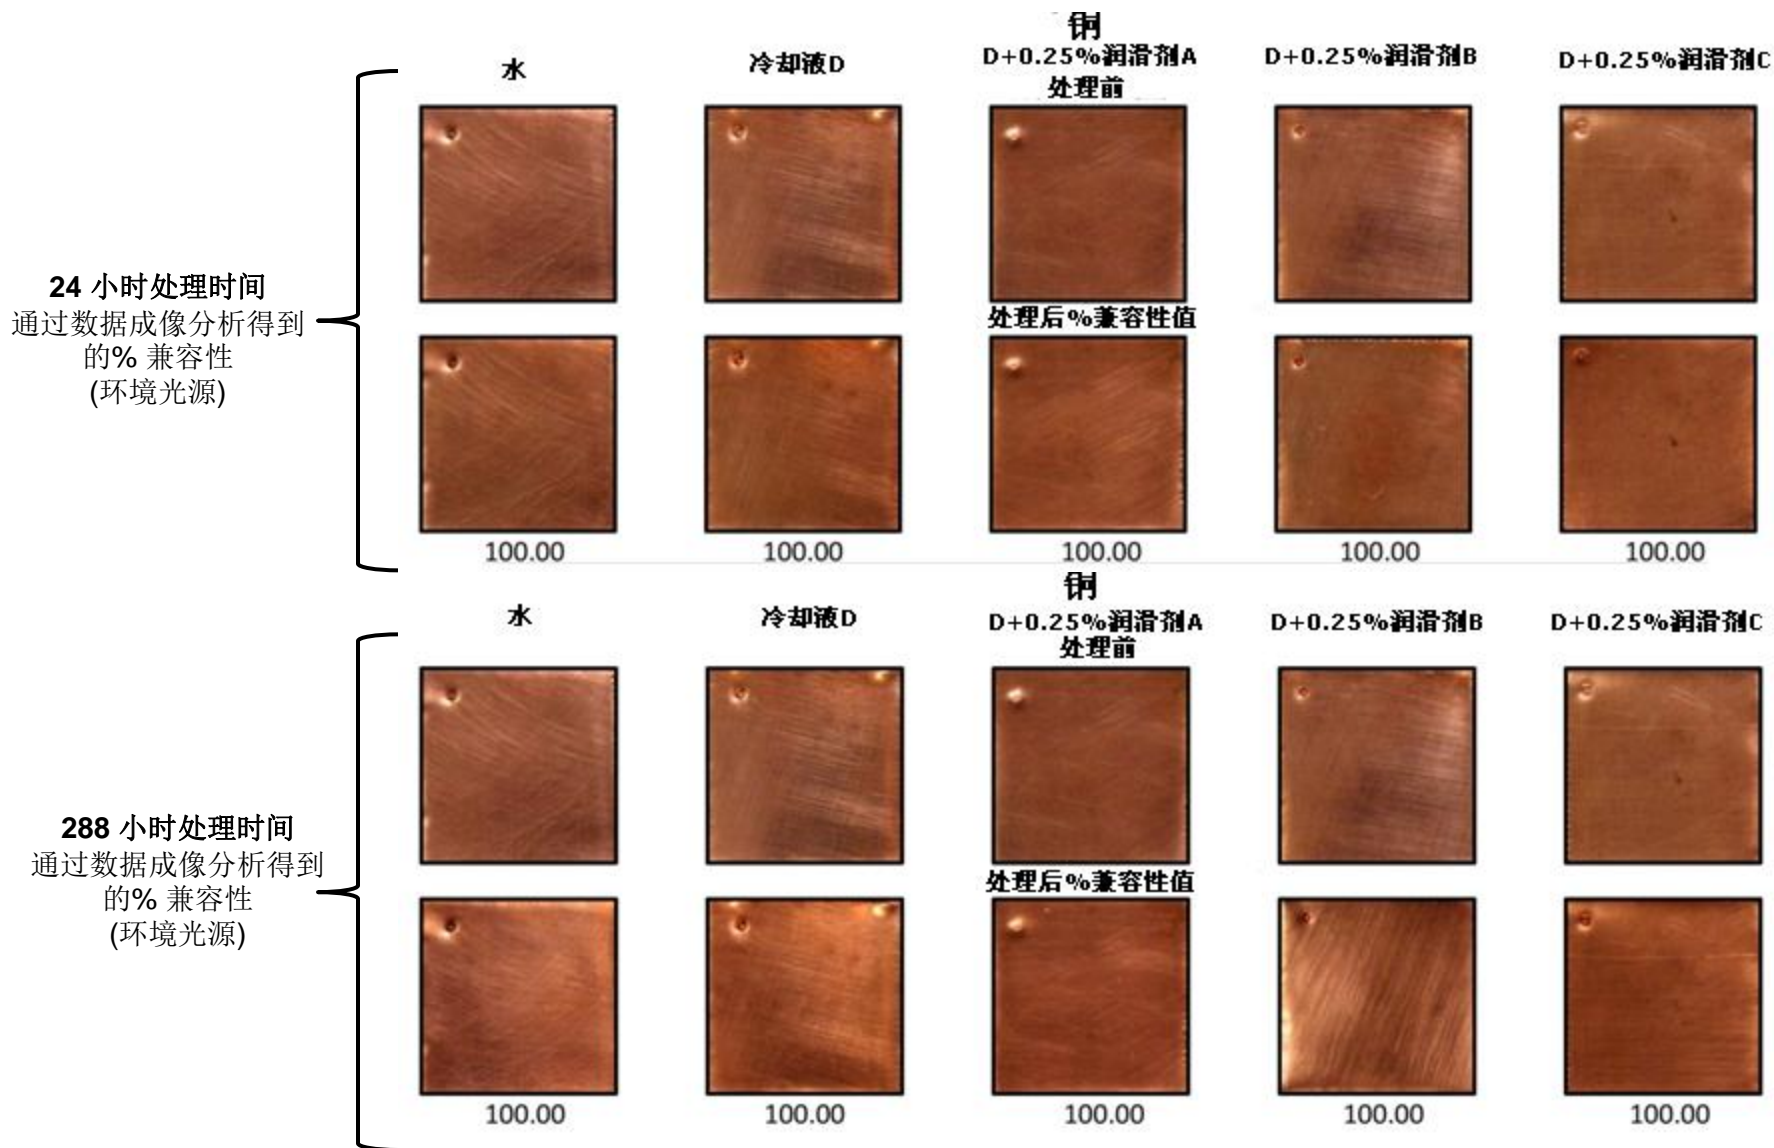 铜
水
冷却液D
D+0.25%润滑剂A
D+0.25%润滑剂B
D+0.25%润滑剂C
处理前
24 小时处理时间
通过数据成像分析得到
的% 兼容性
(环境光源)
处理后%兼容性值
100.00
100.00
100.00
100.00
100.00
铜
水
冷却液D
D+0.25%润滑剂A
D+0.25%润滑剂B
D+0.25%润滑剂C
处理前
288 小时处理时间
通过数据成像分析得到
的% 兼容性
(环境光源)
处理后%兼容性值
100.00
100.00
100.00
100.00
100.00